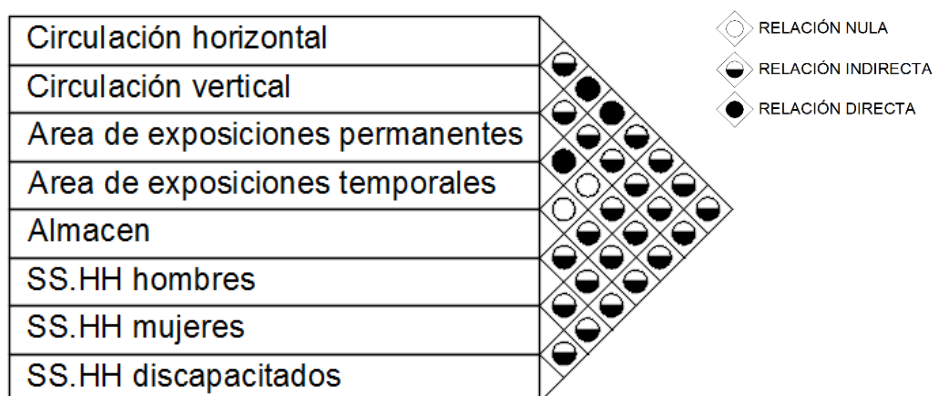 Circulación horizontal
Circulación vertical
Area de exposiciones permanentes
Area de exposiciones temporales
Almacen
SS.HH hombres
SS.HH mujeres
SS.HH discapacitados
RELACIÓN NULA
RELACIÓN INDIRECTA
RELACIÓN DIRECTA